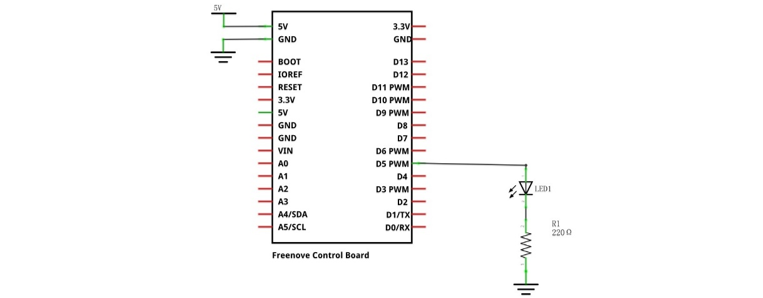 5V
5V 3.3V
GND GND
BOOT D13
IOREF D12
RESET D11 PWM
3.3V D10 PWM
5V D9 PWM
GND D8
GND D7
VIN D6 PWM
A0 D5 PWM
A1 D4
A2 D3 PWM
A3 D2
A4/SDA D1/TX
A5/SCL D0/RX
Freenove Control Board
LED1
R1
220Ω